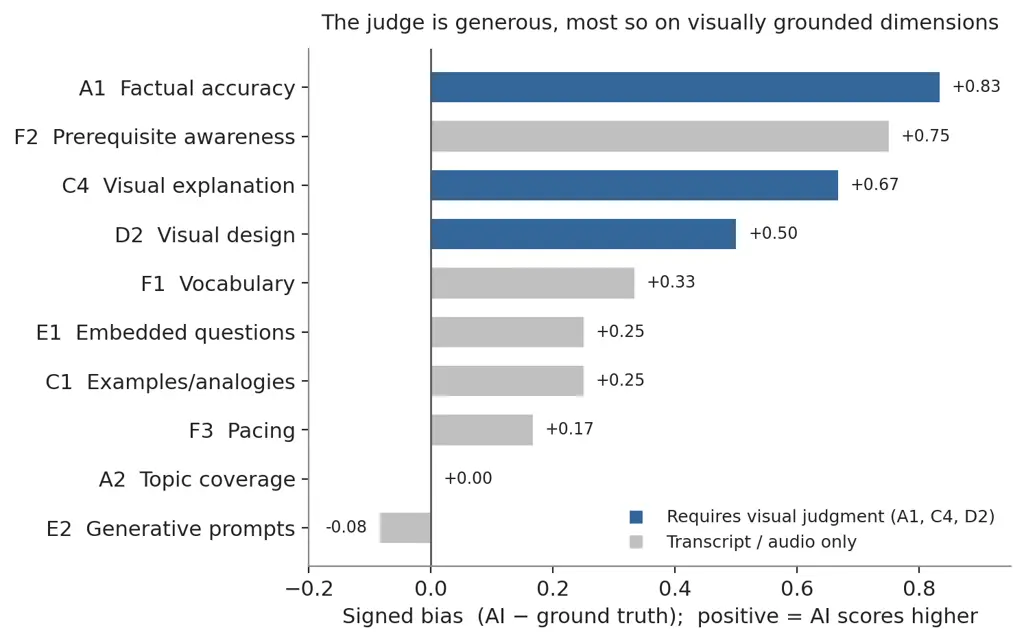 The judge is generous, most so on visually grounded dimensions
A1 Factual accuracy +0.83
F2 Prerequisite awareness +0.75
C4 Visual explanation +0.67
D2 Visual design +0.50
F1 Vocabulary +0.33
E1 Embedded questions +0.25
C1 Examples/analogies +0.25
F3 Pacing +0.17
A2 Topic coverage +0.00
E2 Generative prompts -0.08
Requires visual judgment (A1, C4, D2)
Transcript / audio only
−0.2 0.0 0.2 0.4 0.6 0.8
Signed bias (AI − ground truth); positive = AI scores higher